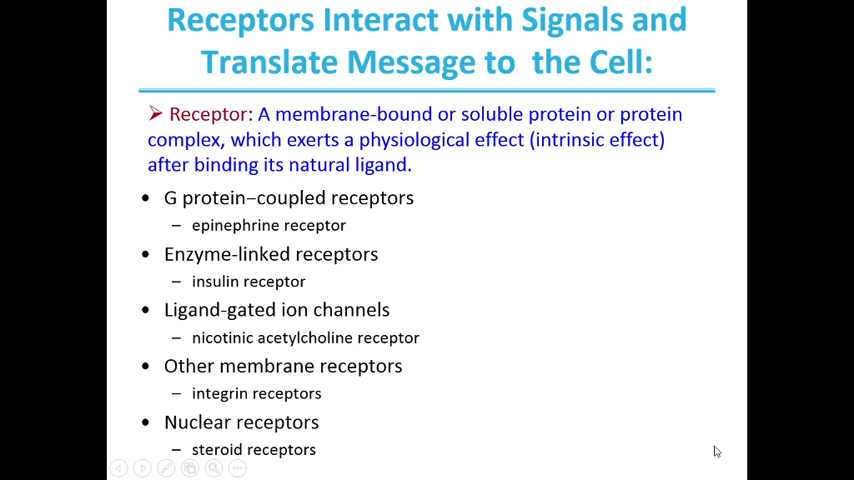 Receptors Interact with Signals and
Translate Message to the Cell:
➢ Receptor: A membrane-bound or soluble protein or protein
complex, which exerts a physiological effect (intrinsic effect)
after binding its natural ligand.
• G protein–coupled receptors
– epinephrine receptor
• Enzyme-linked receptors
– insulin receptor
• Ligand-gated ion channels
– nicotinic acetylcholine receptor
• Other membrane receptors
– integrin receptors
• Nuclear receptors
– steroid receptors